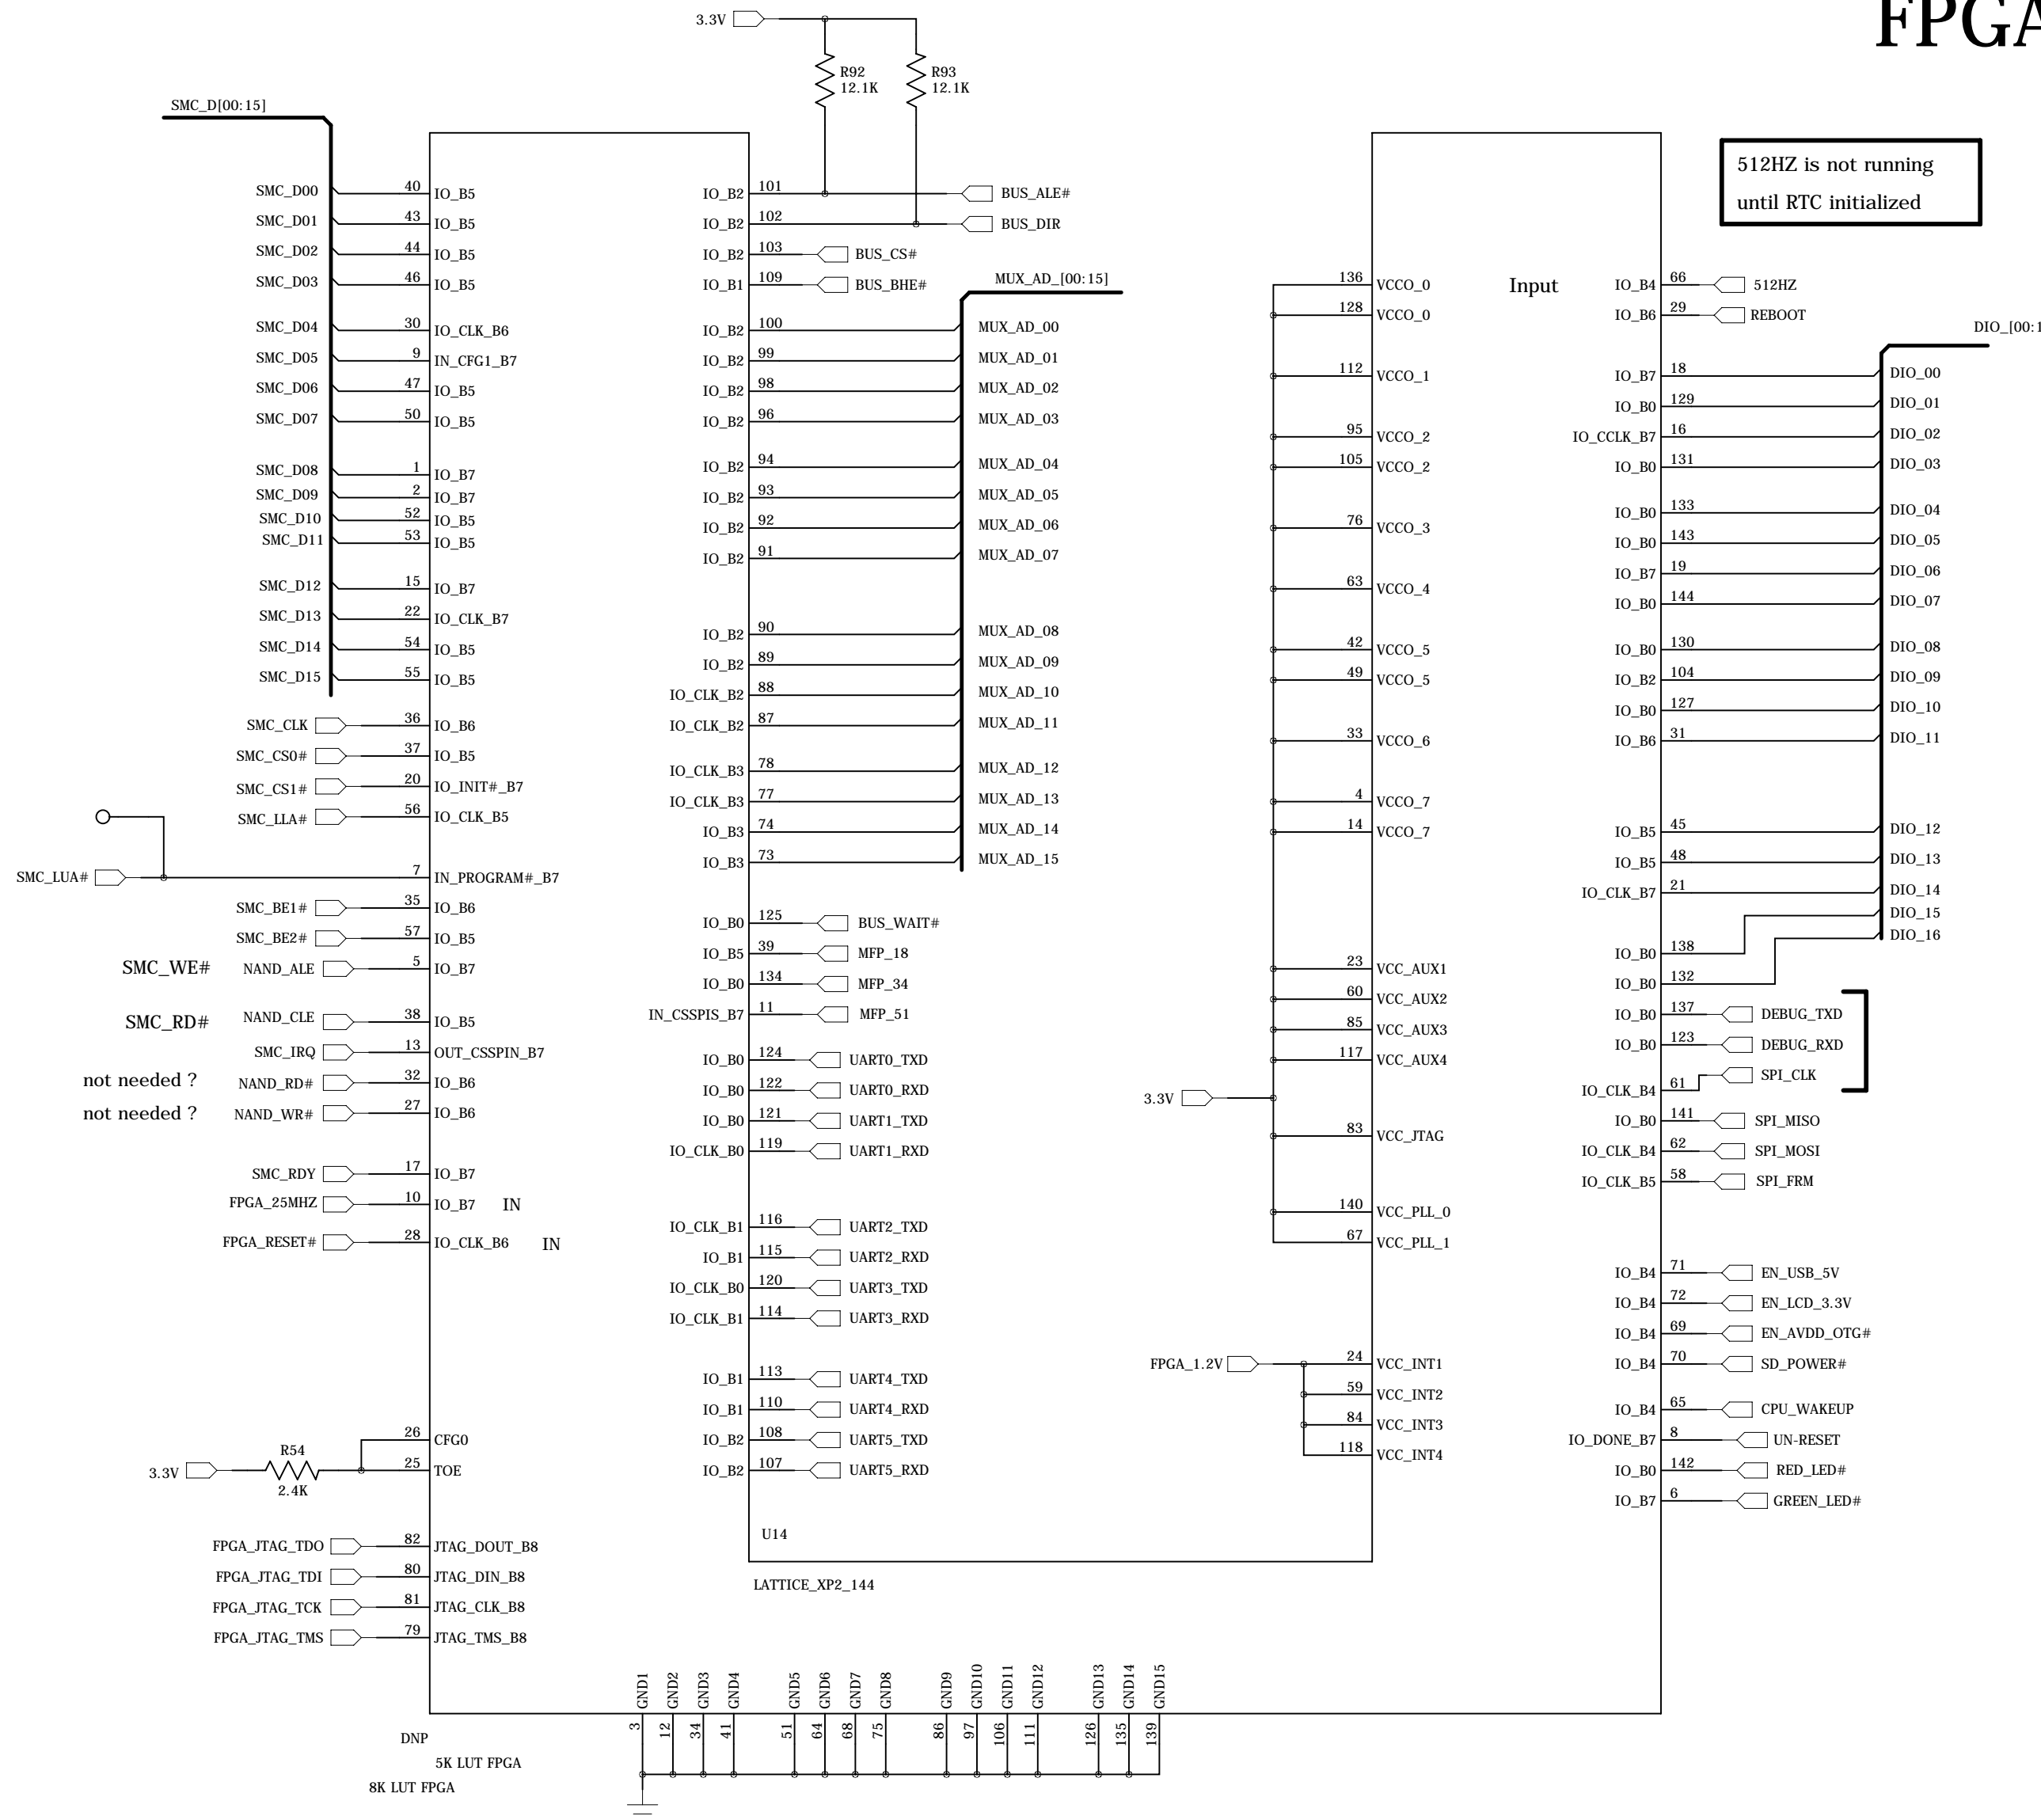 FPGA
3.3V
R92
12.1K
R93
12.1K
SMC_D[00:15]
512HZ is not running
until RTC initialized
SMC_D00 40 IO_B5
SMC_D01 43 IO_B5
SMC_D02 44 IO_B5
SMC_D03 46 IO_B5
SMC_D04 30 IO_CLK_B6
SMC_D05 9 IN_CFG1_B7
SMC_D06 47 IO_B5
SMC_D07 50 IO_B5
SMC_D08 1 IO_B7
SMC_D09 2 IO_B7
SMC_D10 52 IO_B5
SMC_D11 53 IO_B5
SMC_D12 15 IO_B7
SMC_D13 22 IO_CLK_B7
SMC_D14 54 IO_B5
SMC_D15 55 IO_B5
SMC_CLK 36 IO_B6
SMC_CS0# 37 IO_B5
SMC_CS1# 20 IO_INIT#_B7
SMC_LLA# 56 IO_CLK_B5
SMC_LUA# 7 IN_PROGRAM#_B7
SMC_BE1# 35 IO_B6
SMC_BE2# 57 IO_B5
SMC_WE# NAND_ALE 5 IO_B7
SMC_RD# NAND_CLE 38 IO_B5
SMC_IRQ 13 OUT_CSSPIN_B7
not needed ? NAND_RD# 32 IO_B6
not needed ? NAND_WR# 27 IO_B6
SMC_RDY 17 IO_B7
FPGA_25MHZ 10 IO_B7 IN
FPGA_RESET# 28 IO_CLK_B6 IN
26 CFG0
3.3V R54 25 TOE
2.4K
FPGA_JTAG_TDO 82 JTAG_DOUT_B8
FPGA_JTAG_TDI 80 JTAG_DIN_B8
FPGA_JTAG_TCK 81 JTAG_CLK_B8
FPGA_JTAG_TMS 79 JTAG_TMS_B8
IO_B2 101 BUS_ALE#
IO_B2 102 BUS_DIR
IO_B2 103 BUS_CS#
IO_B1 109 BUS_BHE#
MUX_AD_[00:15]
IO_B2 100 MUX_AD_00
IO_B2 99 MUX_AD_01
IO_B2 98 MUX_AD_02
IO_B2 96 MUX_AD_03
IO_B2 94 MUX_AD_04
IO_B2 93 MUX_AD_05
IO_B2 92 MUX_AD_06
IO_B2 91 MUX_AD_07
IO_B2 90 MUX_AD_08
IO_B2 89 MUX_AD_09
IO_CLK_B2 88 MUX_AD_10
IO_CLK_B2 87 MUX_AD_11
IO_CLK_B3 78 MUX_AD_12
IO_CLK_B3 77 MUX_AD_13
IO_B3 74 MUX_AD_14
IO_B3 73 MUX_AD_15
IO_B0 125 BUS_WAIT#
IO_B5 39 MFP_18
IO_B0 134 MFP_34
IN_CSSPIS_B7 11 MFP_51
IO_B0 124 UART0_TXD
IO_B0 122 UART0_RXD
IO_B0 121 UART1_TXD
IO_CLK_B0 119 UART1_RXD
IO_CLK_B1 116 UART2_TXD
IO_B1 115 UART2_RXD
IO_CLK_B0 120 UART3_TXD
IO_CLK_B1 114 UART3_RXD
IO_B1 113 UART4_TXD
IO_B1 110 UART4_RXD
IO_B2 108 UART5_TXD
IO_B2 107 UART5_RXD
U14
LATTICE_XP2_144
136 VCCO_0
128 VCCO_0
112 VCCO_1
95 VCCO_2
105 VCCO_2
76 VCCO_3
63 VCCO_4
42 VCCO_5
49 VCCO_5
33 VCCO_6
4 VCCO_7
14 VCCO_7
23 VCC_AUX1
60 VCC_AUX2
85 VCC_AUX3
117 VCC_AUX4
3.3V
83 VCC_JTAG
140 VCC_PLL_0
67 VCC_PLL_1
FPGA_1.2V 24 VCC_INT1
59 VCC_INT2
84 VCC_INT3
118 VCC_INT4
Input IO_B4 66 512HZ
IO_B6 29 REBOOT
DIO_[00:1
IO_B7 18 DIO_00
IO_B0 129 DIO_01
IO_CCLK_B7 16 DIO_02
IO_B0 131 DIO_03
IO_B0 133 DIO_04
IO_B0 143 DIO_05
IO_B7 19 DIO_06
IO_B0 144 DIO_07
IO_B0 130 DIO_08
IO_B2 104 DIO_09
IO_B0 127 DIO_10
IO_B6 31 DIO_11
IO_B5 45 DIO_12
IO_B5 48 DIO_13
IO_CLK_B7 21 DIO_14
DIO_15
DIO_16
IO_B0 138
IO_B0 132
IO_B0 137 DEBUG_TXD
IO_B0 123 DEBUG_RXD
IO_CLK_B4 61 SPI_CLK
IO_B0 141 SPI_MISO
IO_CLK_B4 62 SPI_MOSI
IO_CLK_B5 58 SPI_FRM
IO_B4 71 EN_USB_5V
IO_B4 72 EN_LCD_3.3V
IO_B4 69 EN_AVDD_OTG#
IO_B4 70 SD_POWER#
IO_B4 65 CPU_WAKEUP
IO_DONE_B7 8 UN-RESET
IO_B0 142 RED_LED#
IO_B7 6 GREEN_LED#
GND1 GND2 GND3 GND4 GND5 GND6 GND7 GND8 GND9 GND10 GND11 GND12 GND13 GND14 GND15
3 12 34 41 51 64 68 75 86 97 106 111 126 135 139
DNP
5K LUT FPGA
8K LUT FPGA